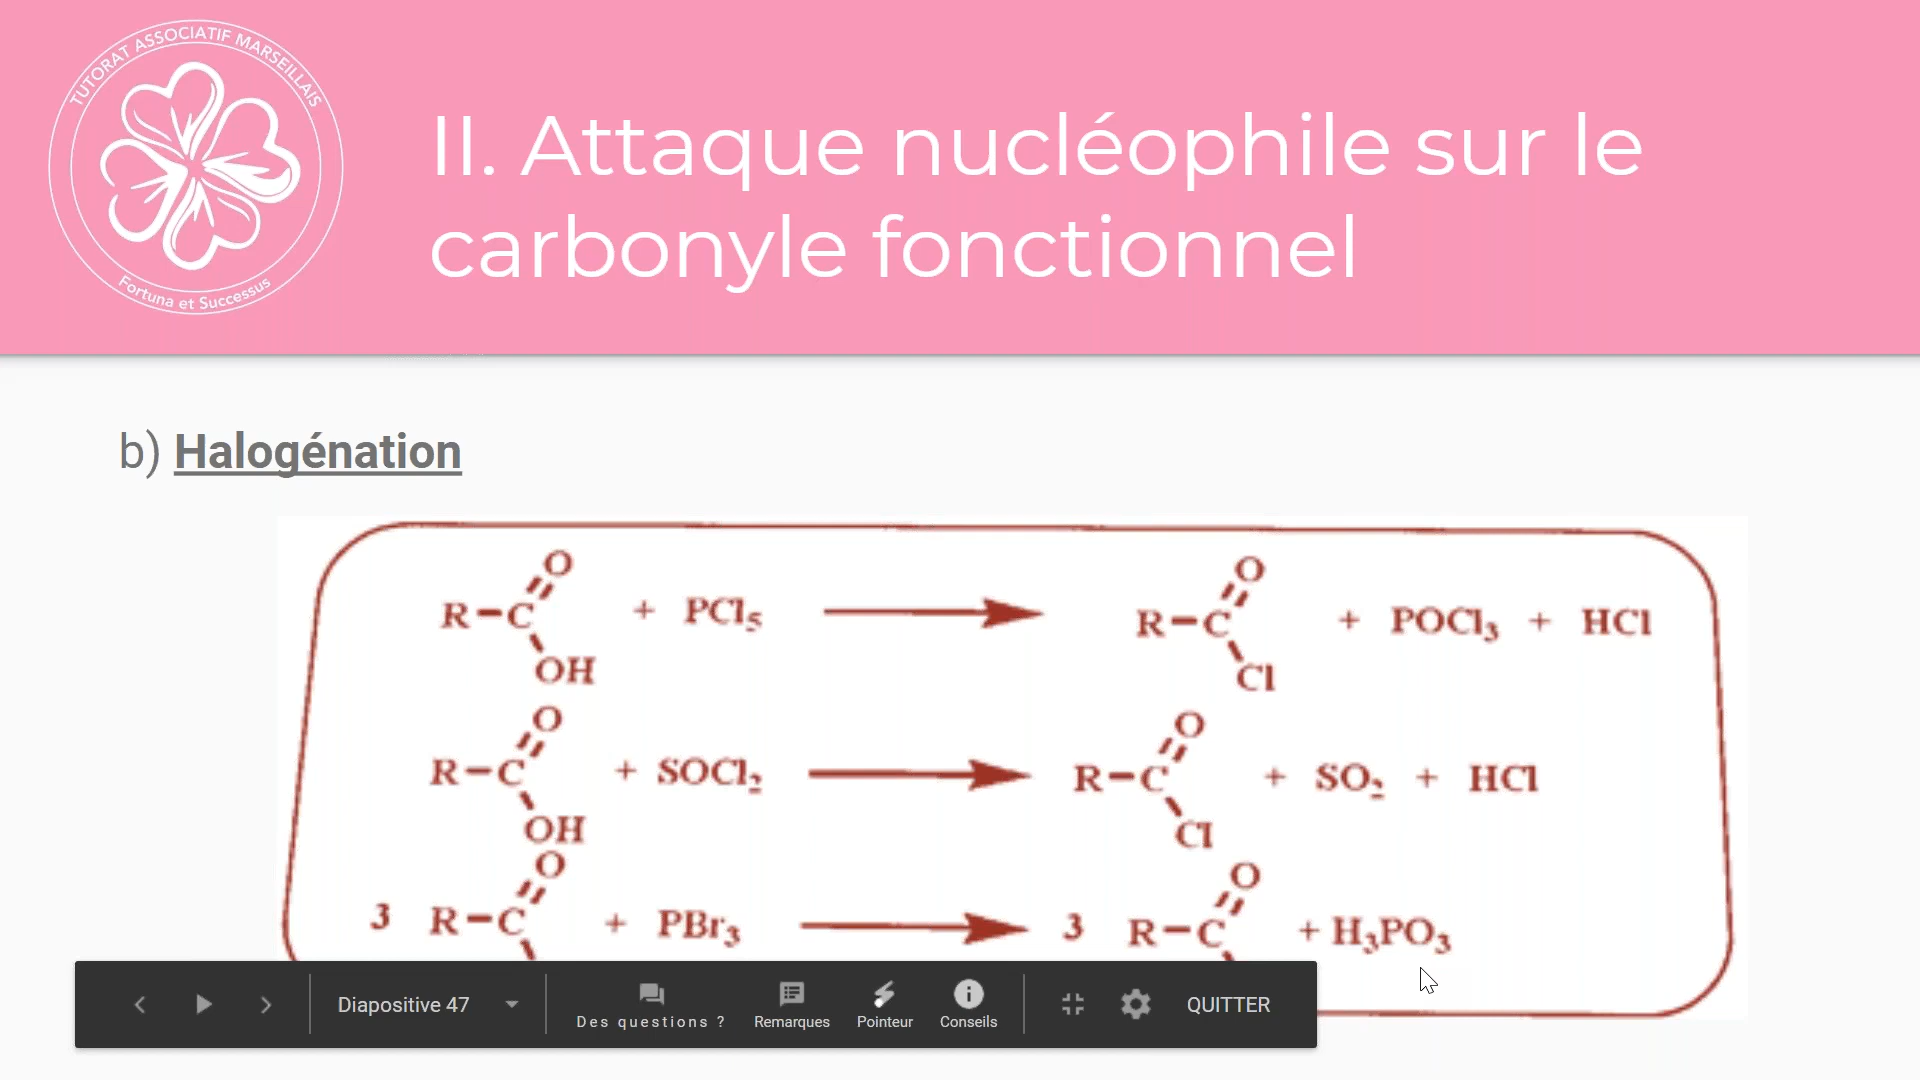 TUTORAT ASSOCIATIF MARSEILLAIS
Fortuna et Successus
II. Attaque nucléophile sur le
carbonyle fonctionnel
b) Halogénation
O
R-C + PCl5 → R-C + POCl3 + HCl
OH
O
Cl
O
R-C + SOCl2 → R-C + SO2 + HCl
OH
O
Cl
O
3 R-C + PBr3 → 3 R-C + H3PO3
O
Diapositive 47
Des questions ?
Remarques
Pointeur
Conseils
QUITTER